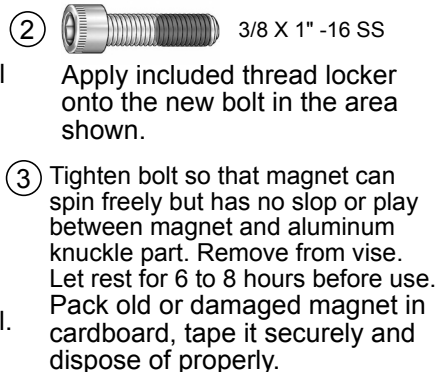 2 3/8 X 1" -16 SS
l Apply included thread locker
onto the new bolt in the area
shown.
3 Tighten bolt so that magnet can
spin freely but has no slop or play
between magnet and aluminum
knuckle part. Remove from vise.
Let rest for 6 to 8 hours before use.
Pack old or damaged magnet in
l. cardboard, tape it securely and
dispose of properly.